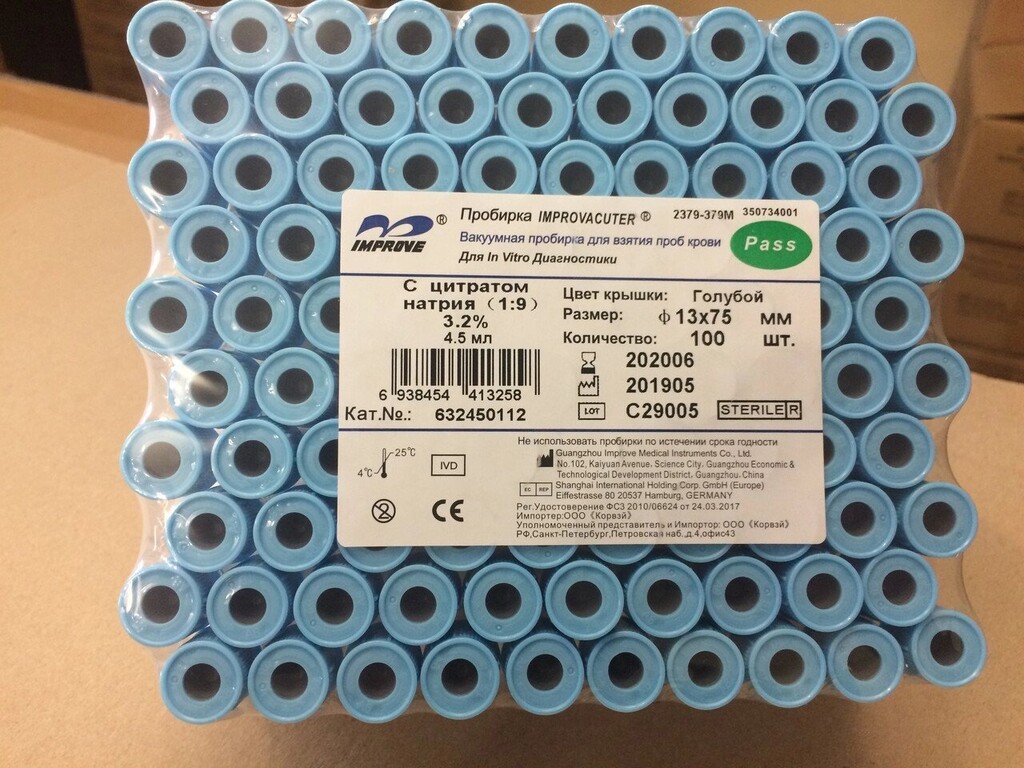 IMPROVE ®
Пробирка IMPROVACUTER ® 2379-379M 350734001
Вакуумная пробирка для взятия проб крови
Для In Vitro Диагностики
Pass
С цитратом
натрия (1:9)
3.2%
4.5 мл
6 938454 413258
Кат.№.: 632450112
Цвет крышки: Голубой
Размер: ф 13x75 мм
Количество: 100 шт.
202006
201905
LOT C29005 STERILE R
4°C 25°C
IVD
2
CE
Не использовать пробирки по истечении срока годности
Guangzhou Improve Medical Instruments Co., Ltd.
No.102, Kaiyuan Avenue, Science City, Guangzhou Economic &
Technological Development District, Guangzhou, China
EC REP Shanghai International Holding Corp. GmbH (Europe)
Eiffestrasse 80 20537 Hamburg, GERMANY
Рег.Удостоверение ФСЗ 2010/06624 от 24.03.2017
Импортер:ООО《Корвэй》
Уполномоченный представитель и Импортер: ООО《Корвэй》
РФ,Санкт-Петербург,Петровская наб.,д.4,офис43